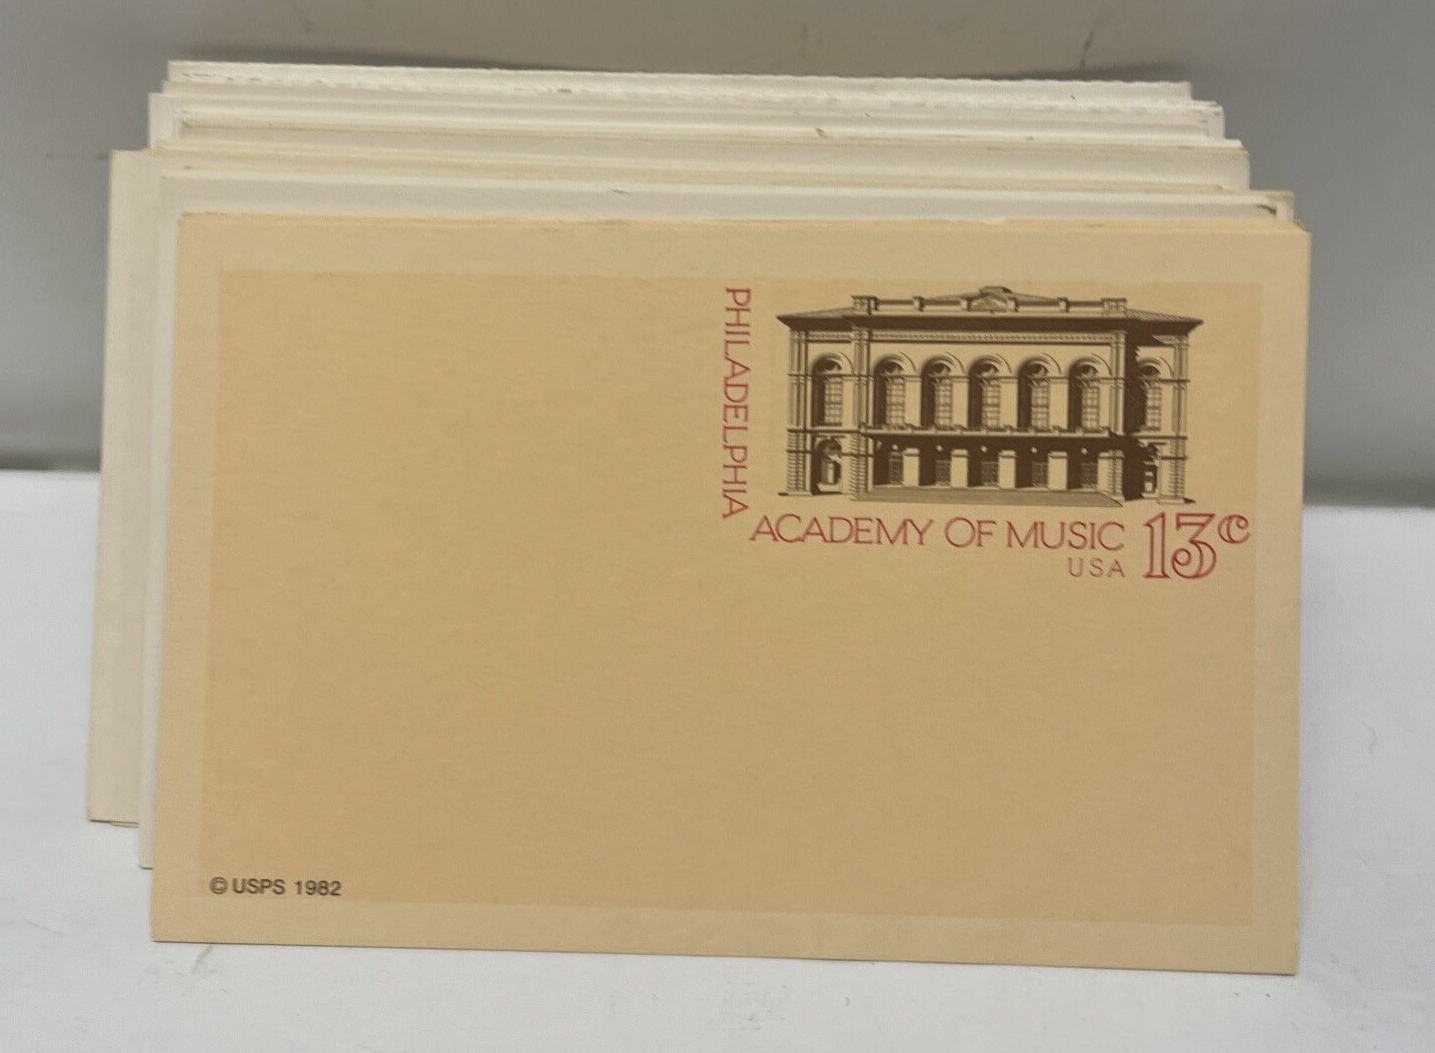 PHILADELPHIA
ACADEMY OF MUSIC 13c
USA
© USPS 1982